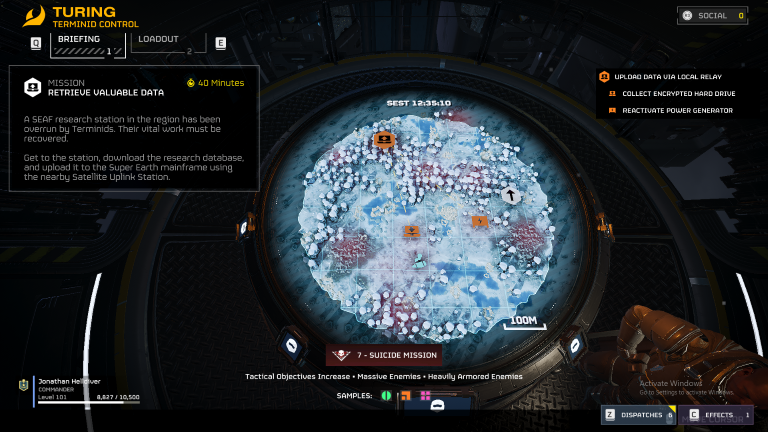 TURING
TERMINID CONTROL
SOCIAL 0
Q
BRIEFING
1
LOADOUT
2
E
MISSION
RETRIEVE VALUABLE DATA
40 Minutes
A SEAF research station in the region has been
overrun by Terminids. Their vital work must be
recovered.
Get to the station, download the research database,
and upload it to the Super Earth mainframe using
the nearby Satellite Uplink Station.
UPLOAD DATA VIA LOCAL RELAY
COLLECT ENCRYPTED HARD DRIVE
REACTIVATE POWER GENERATOR
SEST 12:35:10
100M
7 - SUICIDE MISSION
Tactical Objectives Increase • Massive Enemies • Heavily Armored Enemies
SAMPLES:
Jonathan Helldiver
COMMANDER
Level 101
8,827 / 10,500
Activate Windows
Go to Settings to activate Windows.
Z
DISPATCHES 6
C
EFFECTS 1
MOVE CURSOR